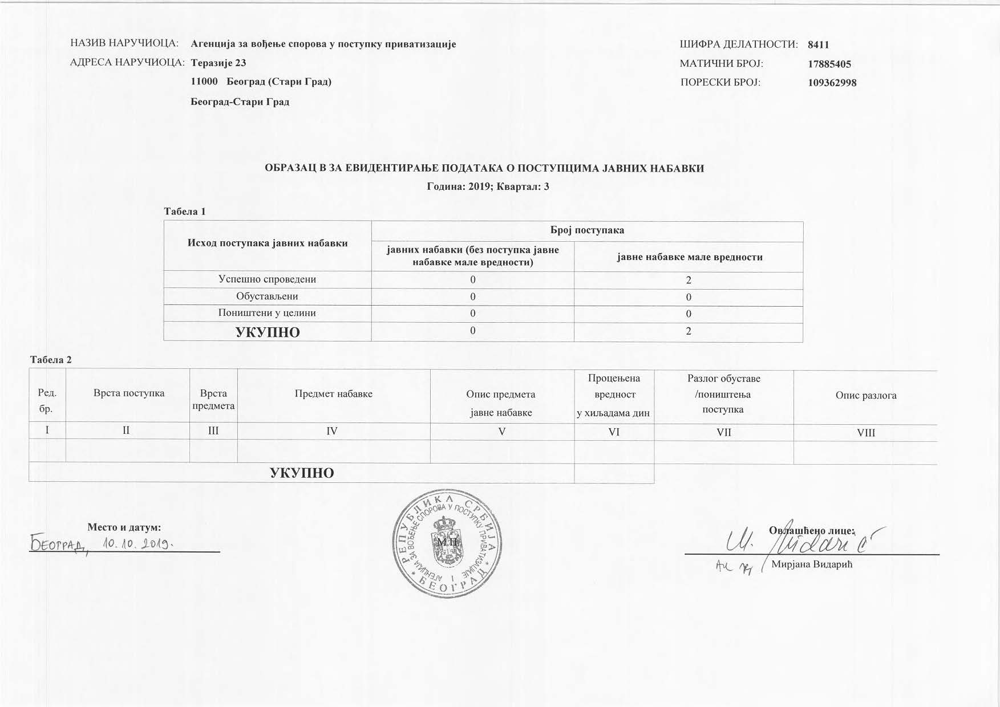 НАЗИВ НАРУЧИОЦА: Агенција за вођење спорова у поступку приватизације
АДРЕСА НАРУЧИОЦА: Теразије 23
11000 Београд (Стари Град)
Београд-Стари Град
ШИФРА ДЕЛАТНОСТИ: 8411
МАТИЧНИ БРОЈ: 17885405
ПОРЕСКИ БРОЈ: 109362998
ОБРАЗАЦ В ЗА ЕВИДЕНТИРАЊЕ ПОДАТАКА О ПОСТУПЦИМА ЈАВНИХ НАБАВКИ
Година: 2019; Квартал: 3
Табела 1
Исход поступака јавних набавки
Број поступака
јавних набавки (без поступка јавне
набавке мале вредности)
јавне набавке мале вредности
Успешно спроведени 0 2
Обустављени 0 0
Поништени у целини 0 0
УКУПНО 0 2
Табела 2
Ред.
бр.
Врста поступка
Врста
предмета
Предмет набавке
Опис предмета
јавне набавке
Процењена
вредност
у хиљадама дин
Разлог обуставе
/поништења
поступка
Опис разлога
I II III IV V VI VII VIII
УКУПНО
Место и датум:
БЕОГРАД, 10.10.2019.
РЕПУБЛИКА СРБИЈА
АГЕНЦИЈА ЗА ВОЂЕЊЕ СПОРОВА У ПОСТУПКУ ПРИВАТИЗАЦИЈЕ
М.П.
I
* БЕОГРАД *
Овлашћено лице:
М. Видарић
Мирјана Видарић